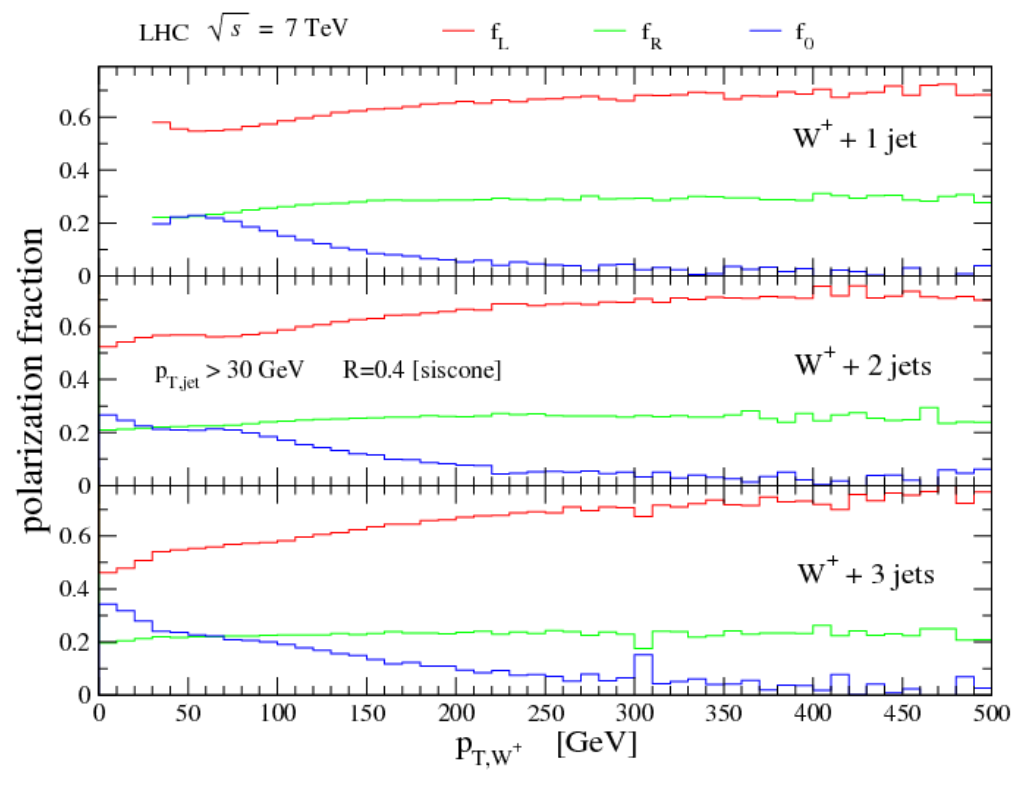 LHC √s = 7 TeV f_L f_R f_0
0.6
W^+ + 1 jet
0.4
0.2
0
0.6
W^+ + 2 jets
p_T,jet > 30 GeV R=0.4 [siscone]
0.4
0.2
0
0.6
W^+ + 3 jets
0.4
0.2
0
polarization fraction
0 50 100 150 200 250 300 350 400 450 500
p_T,W^+ [GeV]